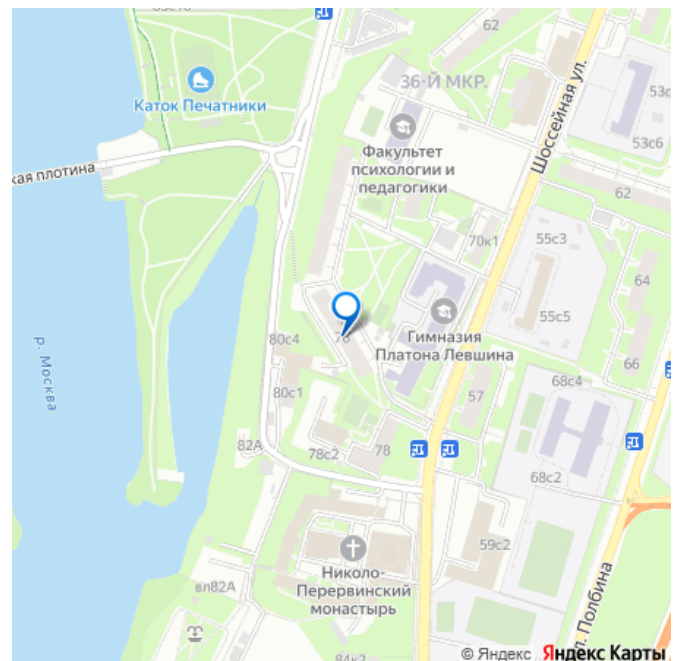 62
53с
Каток Печатники
36-Й МКР.
Шоссейная ул.
53с6
Факультет
психологии и
педагогики
кая плотина
62
70к1
55с3
64
р. Москва
78
Гимназия
Платона Левшина
55с5
80с4
66
68с4
80с1
57
82А
78с2
78
68с2
59с2
Николо-
Перервинский
монастырь
вл82А
л. Полбина
84к2
© Яндекс Яндекс Карты